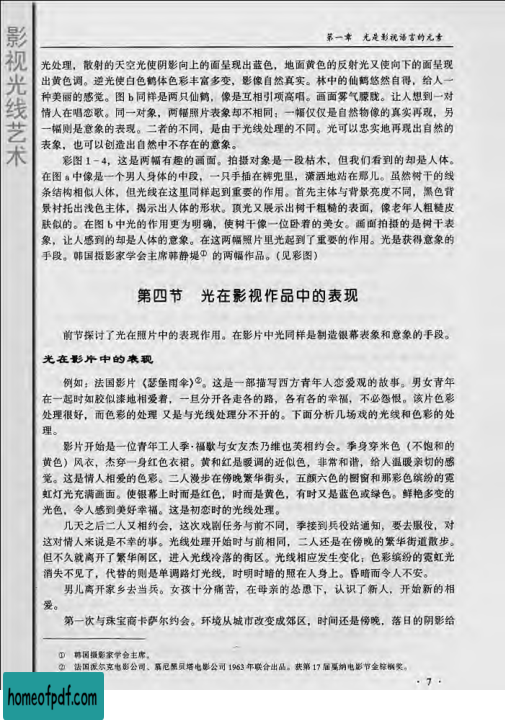 影视光线艺术
第一章 光是影视语言的元素
光处理，散射的天空光使阴影向上的面呈现出蓝色，地面黄色的反射光又使向下的面呈现
出黄色调。逆光使白色鹤体色彩丰富多变，影像自然真实。林中的仙鹤悠然自得，给人一
种美丽的感觉。图 b 同样是两只仙鹤，像是互相引项高唱。画面雾气朦胧。让人想到一对
情人在唱恋歌。同一对象，两幅照片表象却不相同：一幅仅仅是自然物像的真实再现，另
一幅则是意象的表现。二者的不同，是由于光线处理的不同。光可以忠实地再现出自然的
表象，也可以创造出自然中不存在的意象。
彩图 1-4，这是两幅有趣的画面。拍摄对象是一段枯木，但我们看到的却是人体。
在图 a 中像是一个男人身体的中段，一只手插在裤兜里，潇洒地站在那儿。虽然树干的线
条结构相似人体，但光线在这里同样起到重要的作用。首先主体与背景亮度不同，黑色背
景衬托出浅色主体，揭示出人体的形状。顶光又展示出树干粗糙的表面，像老年人粗糙皮
肤似的。在图 b 中光的作用更为明确，使树干像一位卧着的美女。画面拍摄的是树干表
象，让人感到的却是人体的意象。在这两幅照片里光起到了重要的作用。光是获得意象的
手段。韩国摄影家学会主席韩静堤① 的两幅作品。（见彩图）
第四节 光在影视作品中的表现
前节探讨了光在照片中的表现作用。在影片中光同样是制造银幕表象和意象的手段。
光在影片中的表现
例如：法国影片《瑟堡雨伞》②。这是一部描写西方青年人恋爱观的故事。男女青年
在一起时如胶似漆地相爱着，一旦分开各走各的路，各有各的幸福，不必怨恨。该片色彩
处理很好，而色彩的处理 又是与光线处理分不开的。下面分析几场戏的光线和色彩的处
理。
影片开始是一位青年工人季·福歇与女友杰乃维也芙相约会。季身穿米色（不饱和的
黄色）风衣，杰穿一身红色衣裙。黄和红是暖调的近似色，非常和谐，给人温暖亲切的感
觉。这是情人相爱的色彩。二人漫步在傍晚繁华街头，五颜六色的橱窗和那彩色缤纷的霓
虹灯光充满画面。使银幕上时而是红色，时而是黄色，有时又是蓝色或绿色。鲜艳多变的
光色，令人感到美好幸福。这是初恋时的光线处理。
几天之后二人又相约会，这次戏剧任务与前不同，季接到兵役站通知，要去服役，对
这对情人来说是不幸的事。光线处理开始时与前相同，二人还是在傍晚的繁华街道散步。
但不久就离开了繁华闹区，进入光线冷落的街区。光线相应发生变化：色彩缤纷的霓虹光
消失不见了，代替的则是单调路灯光线，时明时暗的照在人身上。昏暗而令人不安。
男儿离开家乡去当兵。女孩十分痛苦，在母亲的怂恿下，认识了新人，开始新的相
爱。
第一次与珠宝商卡萨尔约会。环境从城市改变成郊区，时间还是傍晚，落日的阴影给
① 韩国摄影家学会主席。
② 法国派尔克电影公司、慕尼黑贝塔电影公司 1963 年联合出品。获第 17 届戛纳电影节金棕榈奖。
· 7 ·
homeofpdf.com